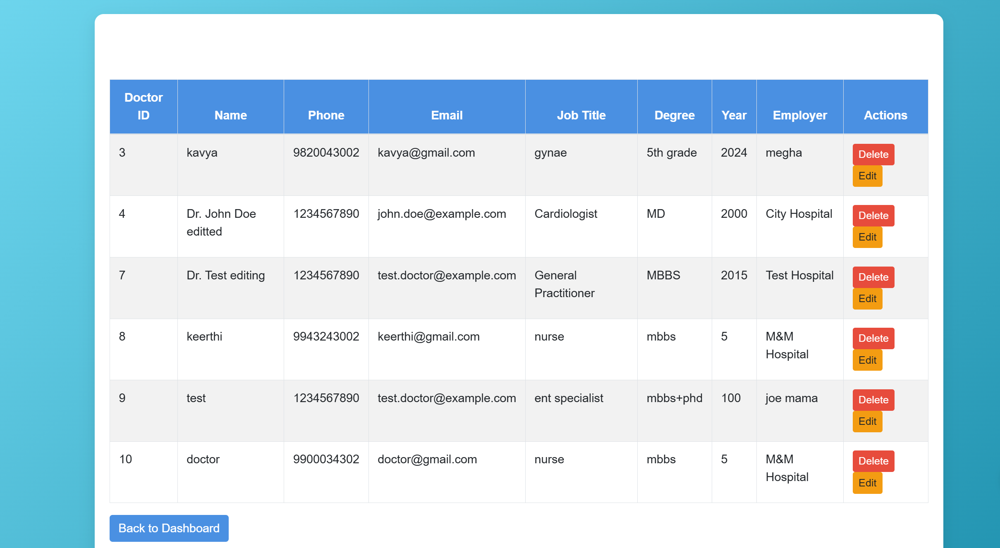 Doctor ID Name Phone Email Job Title Degree Year Employer Actions
3 kavya 9820043002 kavya@gmail.com gynae 5th grade 2024 megha Delete
Edit
4 Dr. John Doe 1234567890 john.doe@example.com Cardiologist MD 2000 City Hospital Delete
editted Edit
7 Dr. Test editing 1234567890 test.doctor@example.com General MBBS 2015 Test Hospital Delete
Practitioner Edit
8 keerthi 9943243002 keerthi@gmail.com nurse mbbs 5 M&M Delete
Hospital Edit
9 test 1234567890 test.doctor@example.com ent specialist mbbs+phd 100 joe mama Delete
Edit
10 doctor 9900034302 doctor@gmail.com nurse mbbs 5 M&M Delete
Hospital Edit
Back to Dashboard